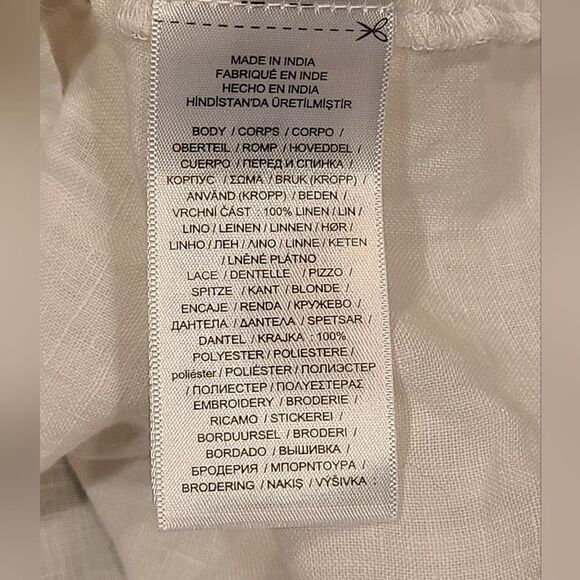 MADE IN INDIA
FABRIQUÉ EN INDE
HECHO EN INDIA
HİNDİSTAN'DA ÜRETİLMİŞTİR
BODY / CORPS / CORPO /
OBERTEIL / ROMP / HOVEDDEL /
CUERPO / ПЕРЕД И СПИНКА /
КОРПУС / ΣΩΜΑ / BRUK (KROPP) /
ANVÄND (KROPP) / BEDEN /
VRCHNÍ ČÁST : 100% LINEN / LIN /
LINO / LEINEN / LINNEN / HØR /
LINHO / ЛЕН / ΛΙΝΟ / LINNE / KETEN
/ LNĚNÉ PLÁTNO
LACE / DENTELLE / PIZZO /
SPITZE / KANT / BLONDE /
ENCAJE / RENDA / КРУЖЕВО /
ДАНТЕЛА / ΔΑΝΤΕΛΑ / SPETSAR /
DANTEL / KRAJKA : 100%
POLYESTER / POLIESTERE /
poliéster / POLIÉSTER / ПОЛИЭСТЕР
/ ПОЛИЕСТЕР / ΠΟΛΥΕΣΤΕΡΑΣ
EMBROIDERY / BRODERIE /
RICAMO / STICKEREI /
BORDUURSEL / BRODERI /
BORDADO / ВЫШИВКА /
БРОДЕРИЯ / ΜΠΟΡΝΤΟΥΡΑ /
BRODERING / NAKIŞ / VÝŠIVKA :